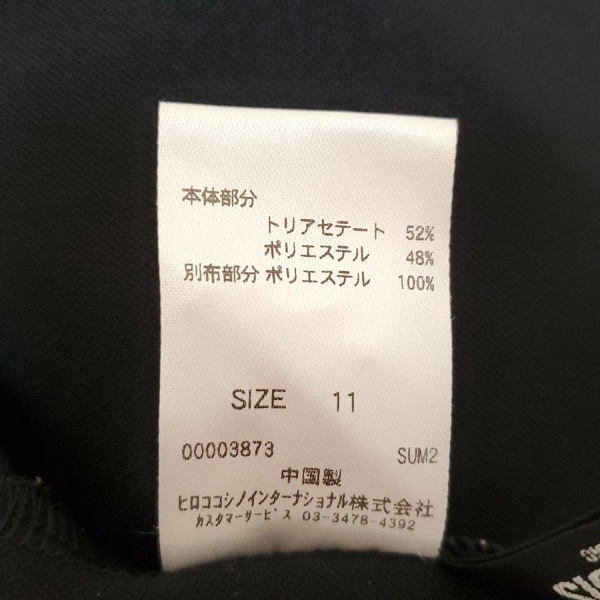 本体部分
トリアセテート 52%
ポリエステル 48%
別布部分 ポリエステル 100%
SIZE 11
00003873 SUM2
中国製
ヒロココシノインターナショナル株式会社
カスタマーサービス 03-3478-4392